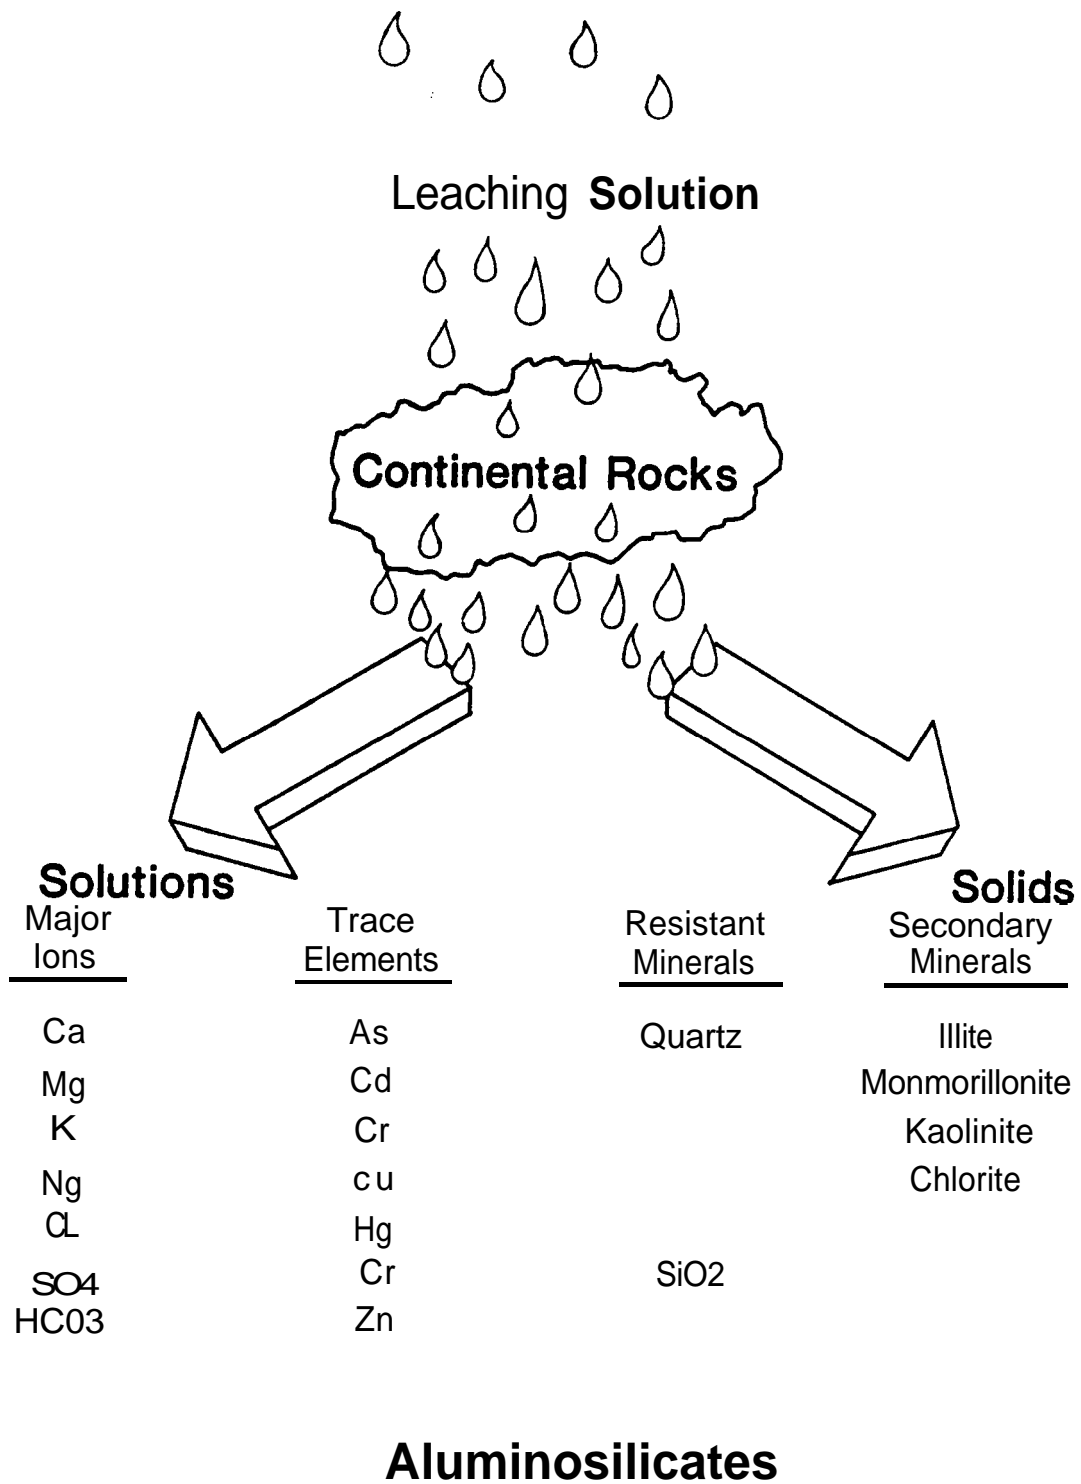 Leaching Solution
Continental Rocks
Solutions
Solids
Major
Ions
Trace
Elements
Resistant
Minerals
Secondary
Minerals
Ca
As
Quartz
Illite
Mg
Cd
Monmorillonite
K
Cr
Kaolinite
Ng
cu
Chlorite
CL
Hg
SO4
Cr
SiO2
HC03
Zn
Aluminosilicates